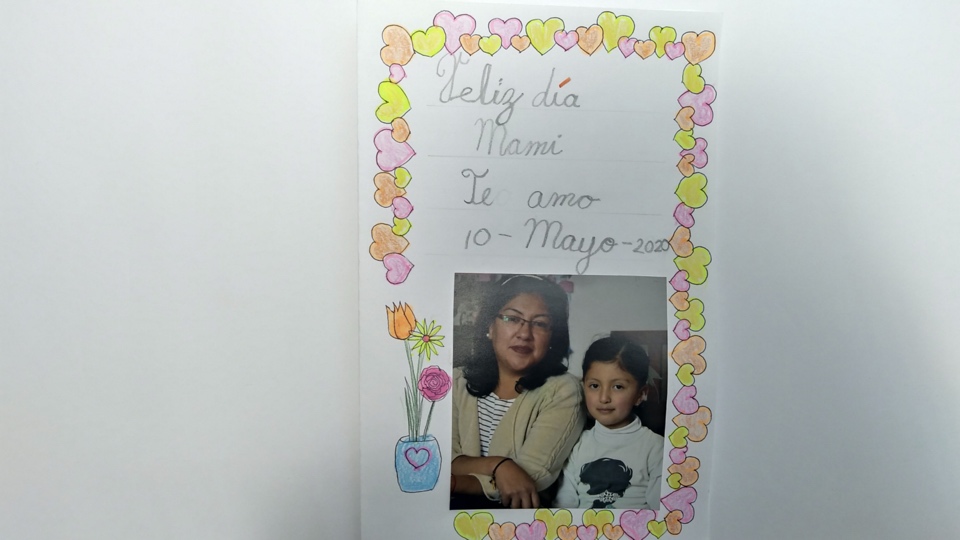 Feliz día
Mami
Te amo
10 - Mayo - 2020